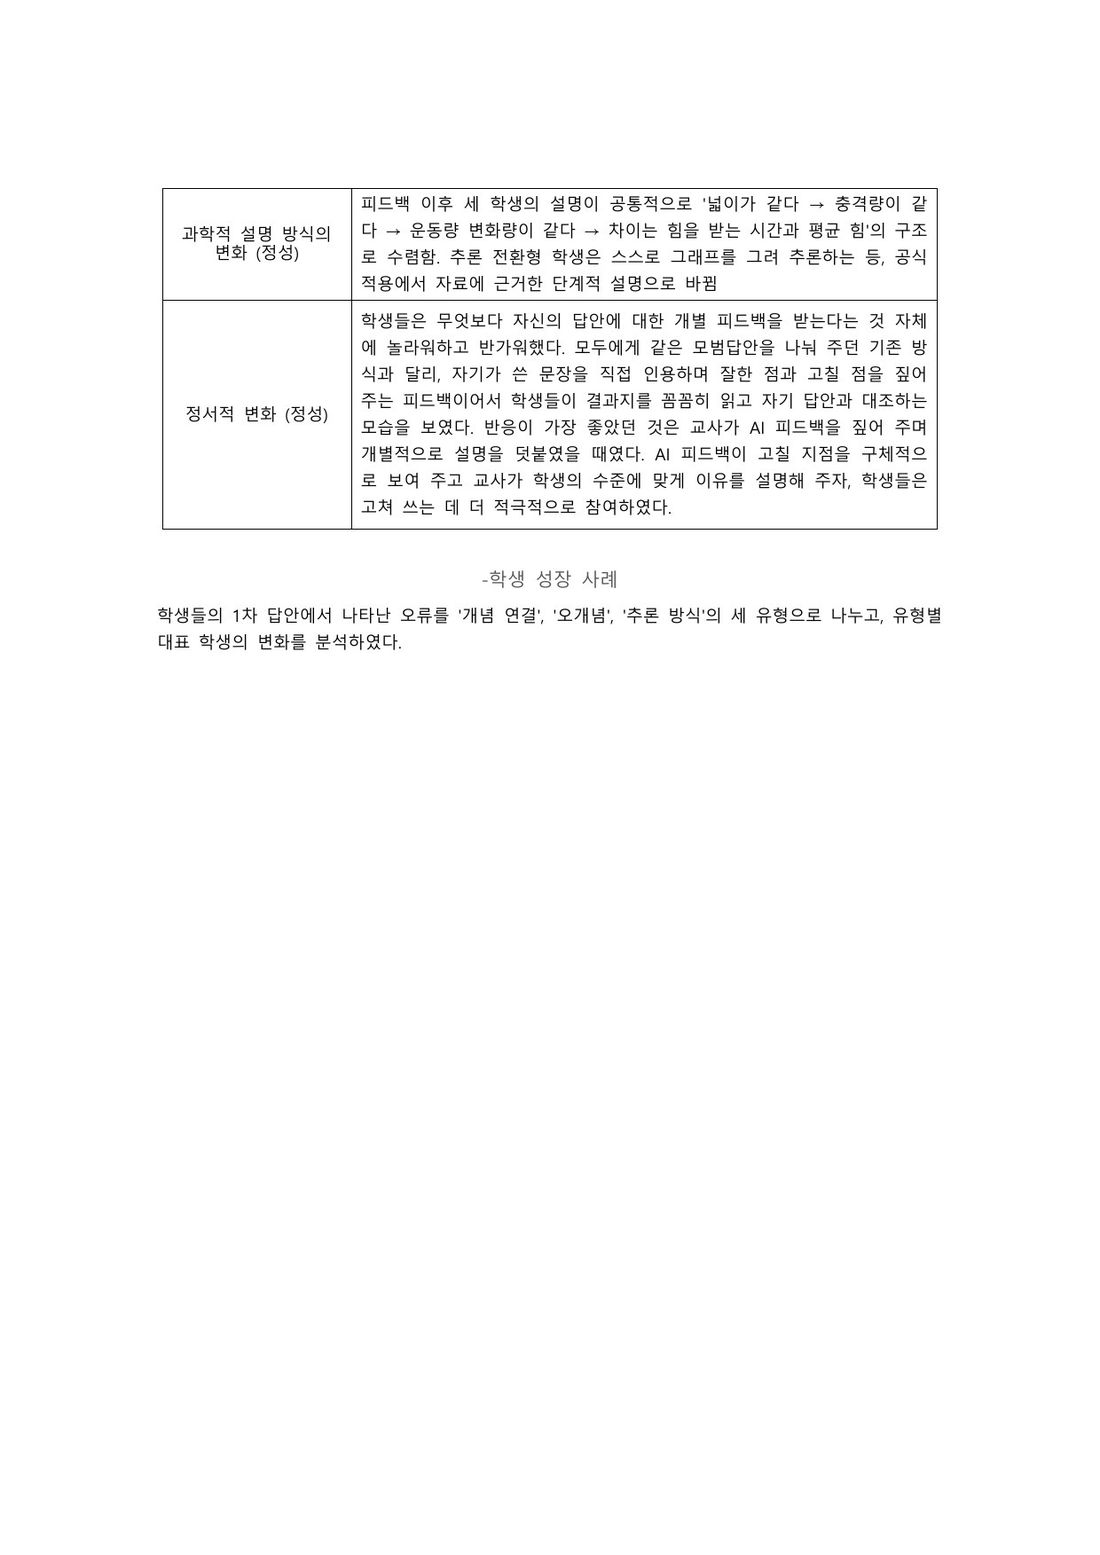 과학적 설명 방식의
변화 (정성)
피드백 이후 세 학생의 설명이 공통적으로 '넓이가 같다 → 충격량이 같
다 → 운동량 변화량이 같다 → 차이는 힘을 받는 시간과 평균 힘'의 구조
로 수렴함. 추론 전환형 학생은 스스로 그래프를 그려 추론하는 등, 공식
적용에서 자료에 근거한 단계적 설명으로 바뀜
정서적 변화 (정성)
학생들은 무엇보다 자신의 답안에 대한 개별 피드백을 받는다는 것 자체
에 놀라워하고 반가워했다. 모두에게 같은 모범답안을 나눠 주던 기존 방
식과 달리, 자기가 쓴 문장을 직접 인용하며 잘한 점과 고칠 점을 짚어
주는 피드백이어서 학생들이 결과지를 꼼꼼히 읽고 자기 답안과 대조하는
모습을 보였다. 반응이 가장 좋았던 것은 교사가 AI 피드백을 짚어 주며
개별적으로 설명을 덧붙였을 때였다. AI 피드백이 고칠 지점을 구체적으
로 보여 주고 교사가 학생의 수준에 맞게 이유를 설명해 주자, 학생들은
고쳐 쓰는 데 더 적극적으로 참여하였다.
-학생 성장 사례
학생들의 1차 답안에서 나타난 오류를 '개념 연결', '오개념', '추론 방식'의 세 유형으로 나누고, 유형별
대표 학생의 변화를 분석하였다.